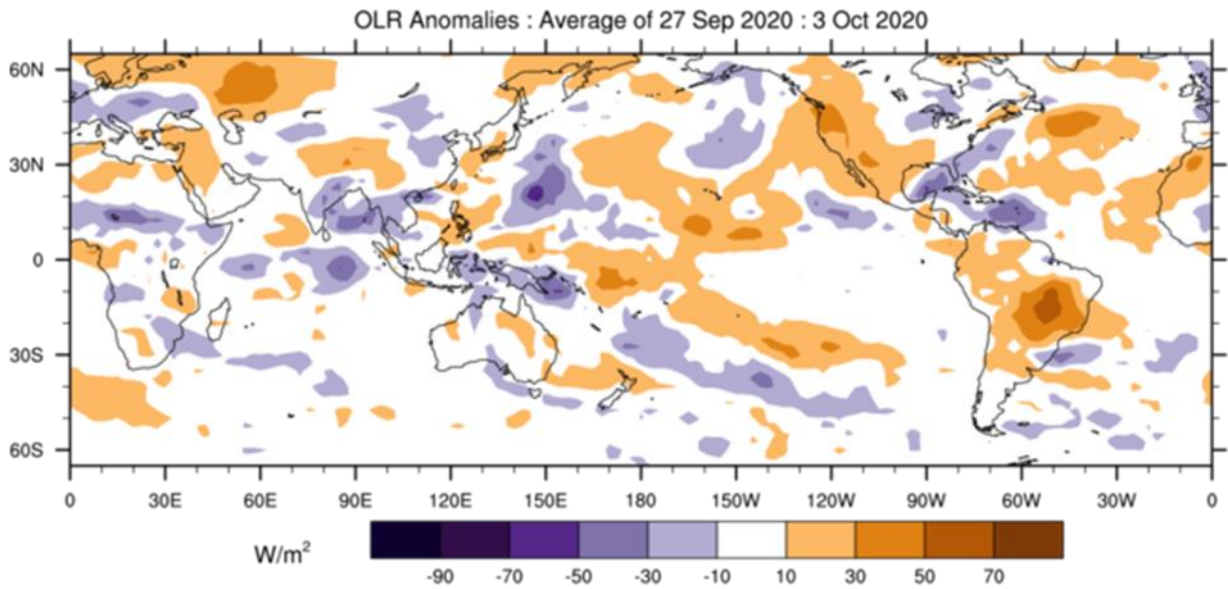 OLR Anomalies : Average of 27 Sep 2020 : 3 Oct 2020
60N
30N
0
30S
60S
0 30E 60E 90E 120E 150E 180 150W 120W 90W 60W 30W 0
W/m²
-90 -70 -50 -30 -10 10 30 50 70